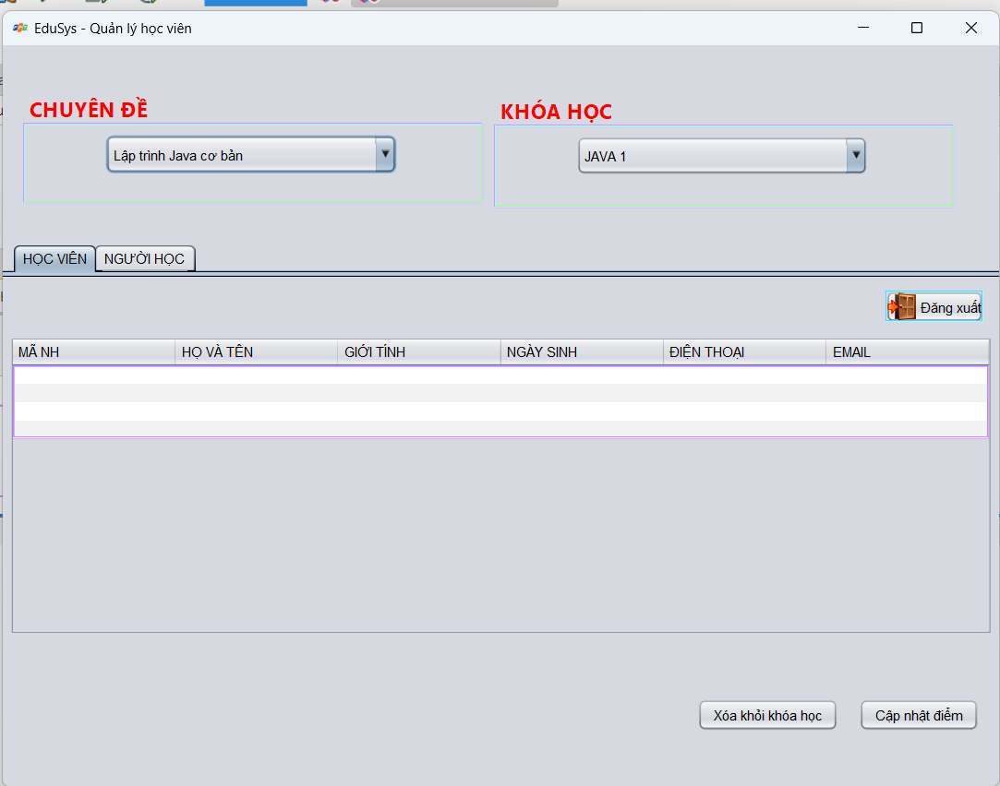 EduSys - Quản lý học viên
CHUYÊN ĐỀ
KHÓA HỌC
Lập trình Java cơ bản
JAVA 1
HỌC VIÊN NGƯỜI HỌC
Đăng xuất
MÃ NH HỌ VÀ TÊN GIỚI TÍNH NGÀY SINH ĐIỆN THOẠI EMAIL
Xóa khỏi khóa học Cập nhật điểm